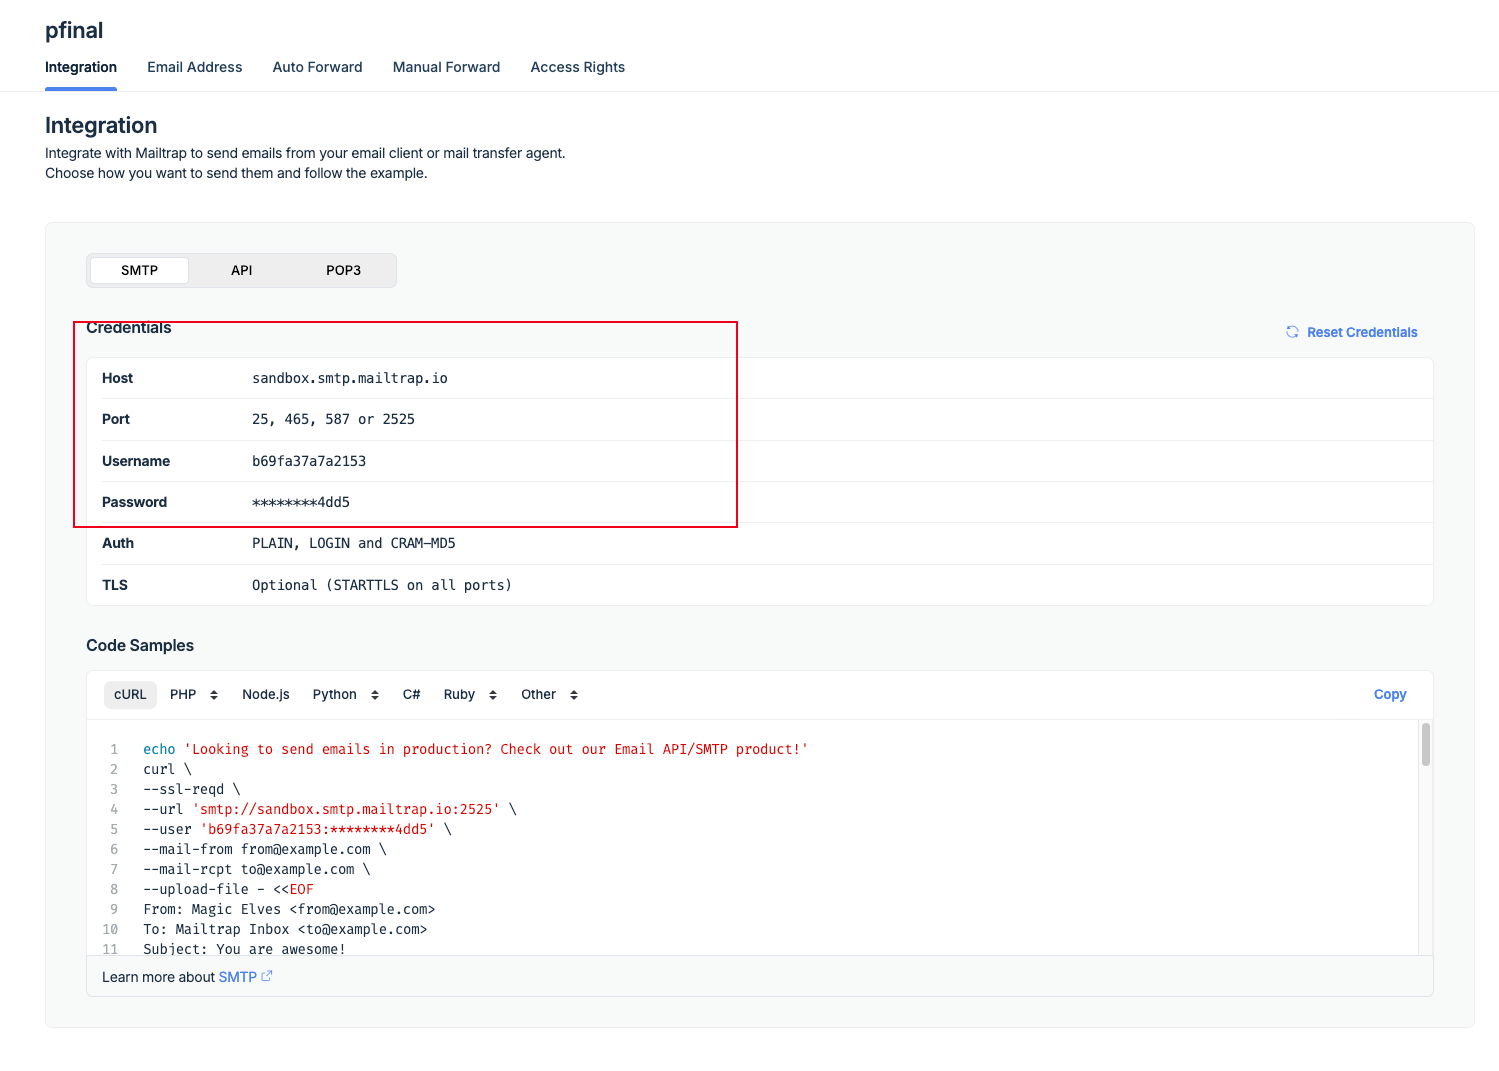 pfinal
Integration Email Address Auto Forward Manual Forward Access Rights
Integration
Integrate with Mailtrap to send emails from your email client or mail transfer agent.
Choose how you want to send them and follow the example.
SMTP API POP3
Credentials
Reset Credentials
Host sandbox.smtp.mailtrap.io
Port 25, 465, 587 or 2525
Username b69fa37a7a2153
Password ********4dd5
Auth PLAIN, LOGIN and CRAM-MD5
TLS Optional (STARTTLS on all ports)
Code Samples
cURL PHP Node.js Python C# Ruby Other Copy
1 echo 'Looking to send emails in production? Check out our Email API/SMTP product!'
2 curl \
3 --ssl-reqd \
4 --url 'smtp://sandbox.smtp.mailtrap.io:2525' \
5 --user 'b69fa37a7a2153:********4dd5' \
6 --mail-from from@example.com \
7 --mail-rcpt to@example.com \
8 --upload-file - <<EOF
9 From: Magic Elves <from@example.com>
10 To: Mailtrap Inbox <to@example.com>
11 Subject: You are awesome!
Learn more about SMTP